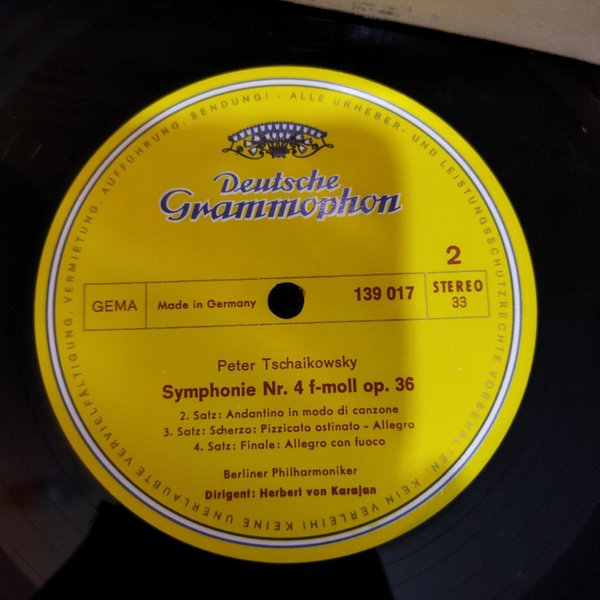 ALLE URHEBER- UND LEISTUNGSSCHUTZRECHTE VORBEHALTEN· KEIN VERLEIH! KEINE UNERLAUBTE VERVIELFÄLTIGUNG, VERMIETUNG, AUFFÜHRUNG, SENDUNG! ·
Deutsche
Grammophon
2
GEMA Made in Germany 139 017 STEREO
33
Peter Tschaikowsky
Symphonie Nr. 4 f-moll op. 36
2. Satz: Andantino in modo di canzone
3. Satz: Scherzo: Pizzicato ostinato - Allegro
4. Satz: Finale: Allegro con fuoco
Berliner Philharmoniker
Dirigent: Herbert von Karajan